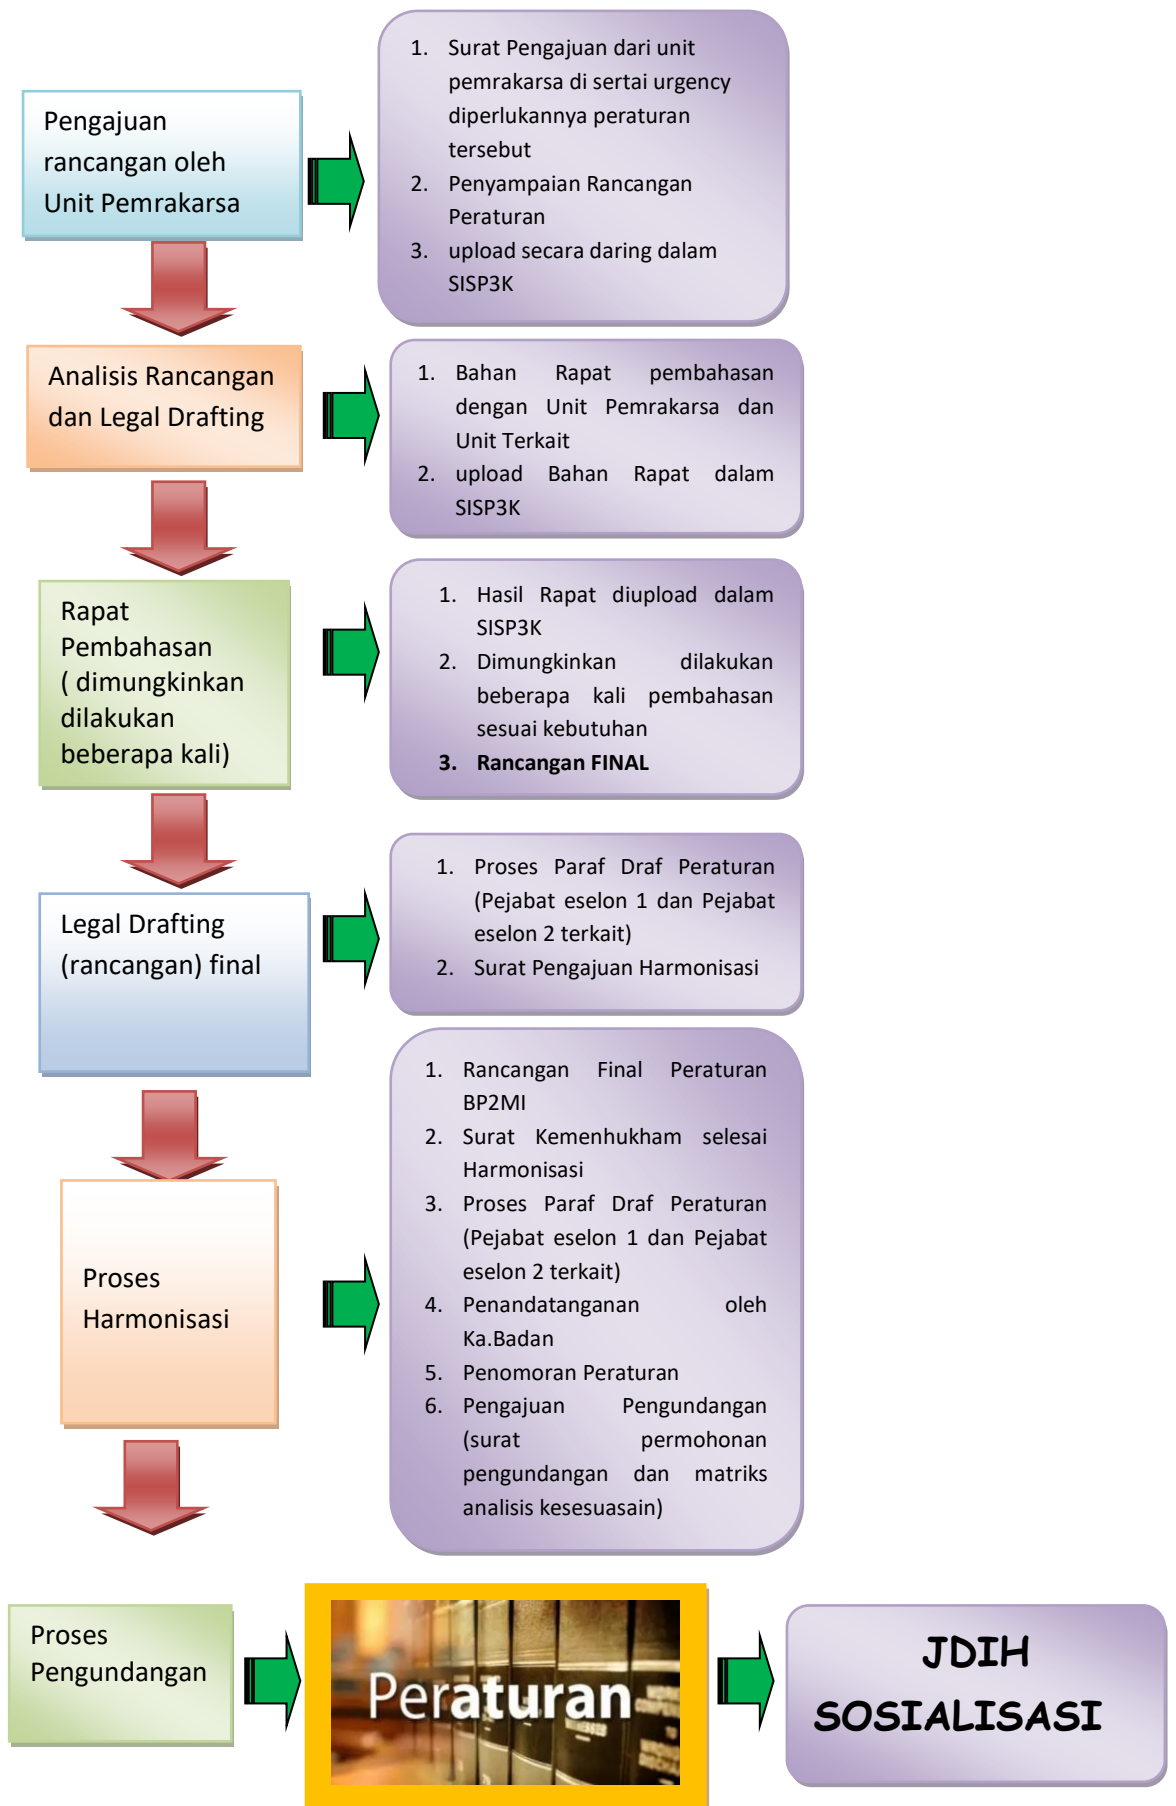 Pengajuan
rancangan oleh
Unit Pemrakarsa
1. Surat Pengajuan dari unit
pemrakarsa di sertai urgency
diperlukannya peraturan
tersebut
2. Penyampaian Rancangan
Peraturan
3. upload secara daring dalam
SISP3K
Analisis Rancangan
dan Legal Drafting
1. Bahan Rapat pembahasan
dengan Unit Pemrakarsa dan
Unit Terkait
2. upload Bahan Rapat dalam
SISP3K
Rapat
Pembahasan
( dimungkinkan
dilakukan
beberapa kali)
1. Hasil Rapat diupload dalam
SISP3K
2. Dimungkinkan dilakukan
beberapa kali pembahasan
sesuai kebutuhan
3. Rancangan FINAL
Legal Drafting
(rancangan) final
1. Proses Paraf Draf Peraturan
(Pejabat eselon 1 dan Pejabat
eselon 2 terkait)
2. Surat Pengajuan Harmonisasi
Proses
Harmonisasi
1. Rancangan Final Peraturan
BP2MI
2. Surat Kemenhukham selesai
Harmonisasi
3. Proses Paraf Draf Peraturan
(Pejabat eselon 1 dan Pejabat
eselon 2 terkait)
4. Penandatanganan oleh
Ka.Badan
5. Penomoran Peraturan
6. Pengajuan Pengundangan
(surat permohonan
pengundangan dan matriks
analisis kesesuasain)
Proses
Pengundangan
Peraturan
JDIH
SOSIALISASI